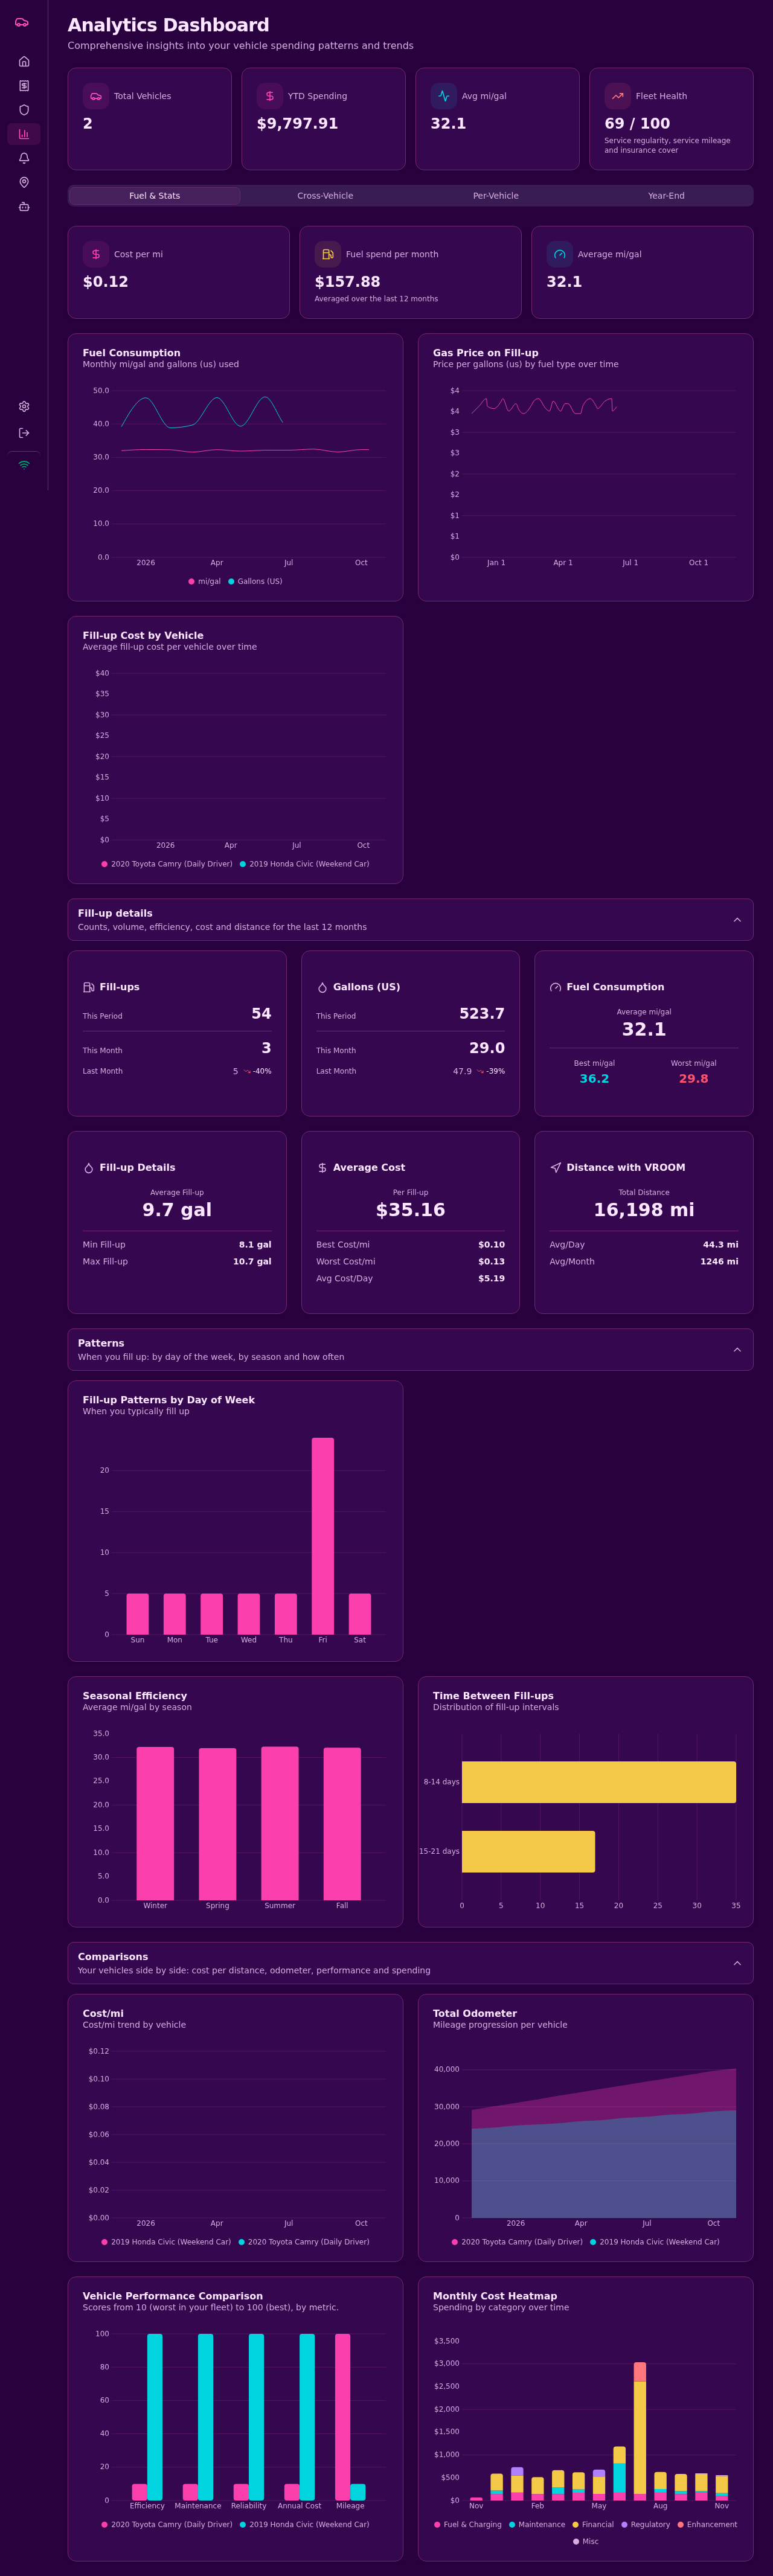 Analytics Dashboard
Comprehensive insights into your vehicle spending patterns and trends
Total Vehicles
2
YTD Spending
$9,797.91
Avg mi/gal
32.1
Fleet Health
69 / 100
Service regularity, service mileage
and insurance cover
Fuel & Stats
Cross-Vehicle
Per-Vehicle
Year-End
Cost per mi
$0.12
Fuel spend per month
$157.88
Averaged over the last 12 months
Average mi/gal
32.1
Fuel Consumption
Monthly mi/gal and gallons (us) used
50.0
40.0
30.0
20.0
10.0
0.0
2026 Apr Jul Oct
mi/gal Gallons (US)
Gas Price on Fill-up
Price per gallons (us) by fuel type over time
$4
$4
$3
$3
$2
$2
$1
$1
$0
Jan 1 Apr 1 Jul 1 Oct 1
Fill-up Cost by Vehicle
Average fill-up cost per vehicle over time
$40
$35
$30
$25
$20
$15
$10
$5
$0
2026 Apr Jul Oct
2020 Toyota Camry (Daily Driver) 2019 Honda Civic (Weekend Car)
Fill-up details
Counts, volume, efficiency, cost and distance for the last 12 months
Fill-ups
This Period 54
This Month 3
Last Month 5 -40%
Gallons (US)
This Period 523.7
This Month 29.0
Last Month 47.9 -39%
Fuel Consumption
Average mi/gal
32.1
Best mi/gal Worst mi/gal
36.2 29.8
Fill-up Details
Average Fill-up
9.7 gal
Min Fill-up 8.1 gal
Max Fill-up 10.7 gal
Average Cost
Per Fill-up
$35.16
Best Cost/mi $0.10
Worst Cost/mi $0.13
Avg Cost/Day $5.19
Distance with VROOM
Total Distance
16,198 mi
Avg/Day 44.3 mi
Avg/Month 1246 mi
Patterns
When you fill up: by day of the week, by season and how often
Fill-up Patterns by Day of Week
When you typically fill up
20
15
10
5
0
Sun Mon Tue Wed Thu Fri Sat
Seasonal Efficiency
Average mi/gal by season
35.0
30.0
25.0
20.0
15.0
10.0
5.0
0.0
Winter Spring Summer Fall
Time Between Fill-ups
Distribution of fill-up intervals
8-14 days
15-21 days
0 5 10 15 20 25 30 35
Comparisons
Your vehicles side by side: cost per distance, odometer, performance and spending
Cost/mi
Cost/mi trend by vehicle
$0.12
$0.10
$0.08
$0.06
$0.04
$0.02
$0.00
2026 Apr Jul Oct
2019 Honda Civic (Weekend Car) 2020 Toyota Camry (Daily Driver)
Total Odometer
Mileage progression per vehicle
40,000
30,000
20,000
10,000
0
2026 Apr Jul Oct
2020 Toyota Camry (Daily Driver) 2019 Honda Civic (Weekend Car)
Vehicle Performance Comparison
Scores from 10 (worst in your fleet) to 100 (best), by metric.
100
80
60
40
20
0
Efficiency Maintenance Reliability Annual Cost Mileage
2020 Toyota Camry (Daily Driver) 2019 Honda Civic (Weekend Car)
Monthly Cost Heatmap
Spending by category over time
$3,500
$3,000
$2,500
$2,000
$1,500
$1,000
$500
$0
Nov Feb May Aug Nov
Fuel & Charging Maintenance Financial Regulatory Enhancement
Misc